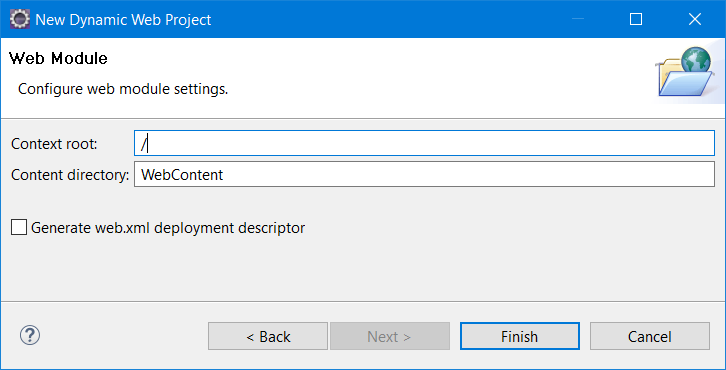 New Dynamic Web Project
Web Module
Configure web module settings.
Context root: /
Content directory: WebContent
Generate web.xml deployment descriptor
? < Back Next > Finish Cancel